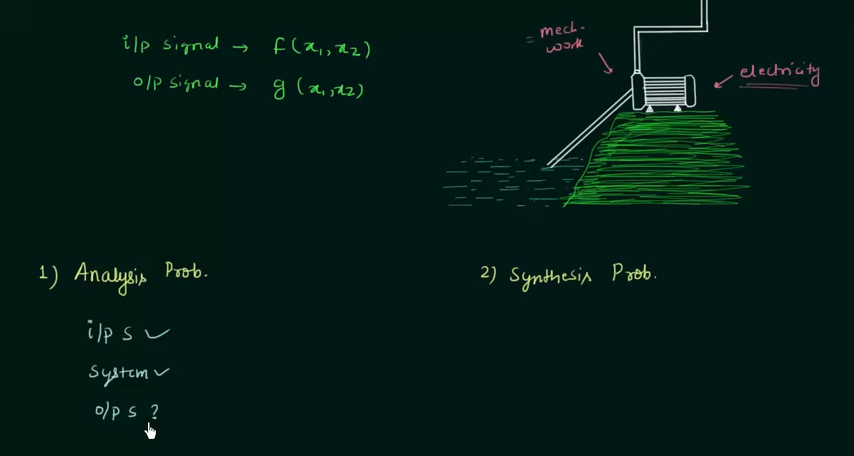 i/p signal → f(x₁, x₂)
o/p signal → g (x₁, x₂)
= mech-
work
electricity
1) Analysis Prob.
2) Synthesis Prob.
i/p s ✓
System ✓
o/p s ?